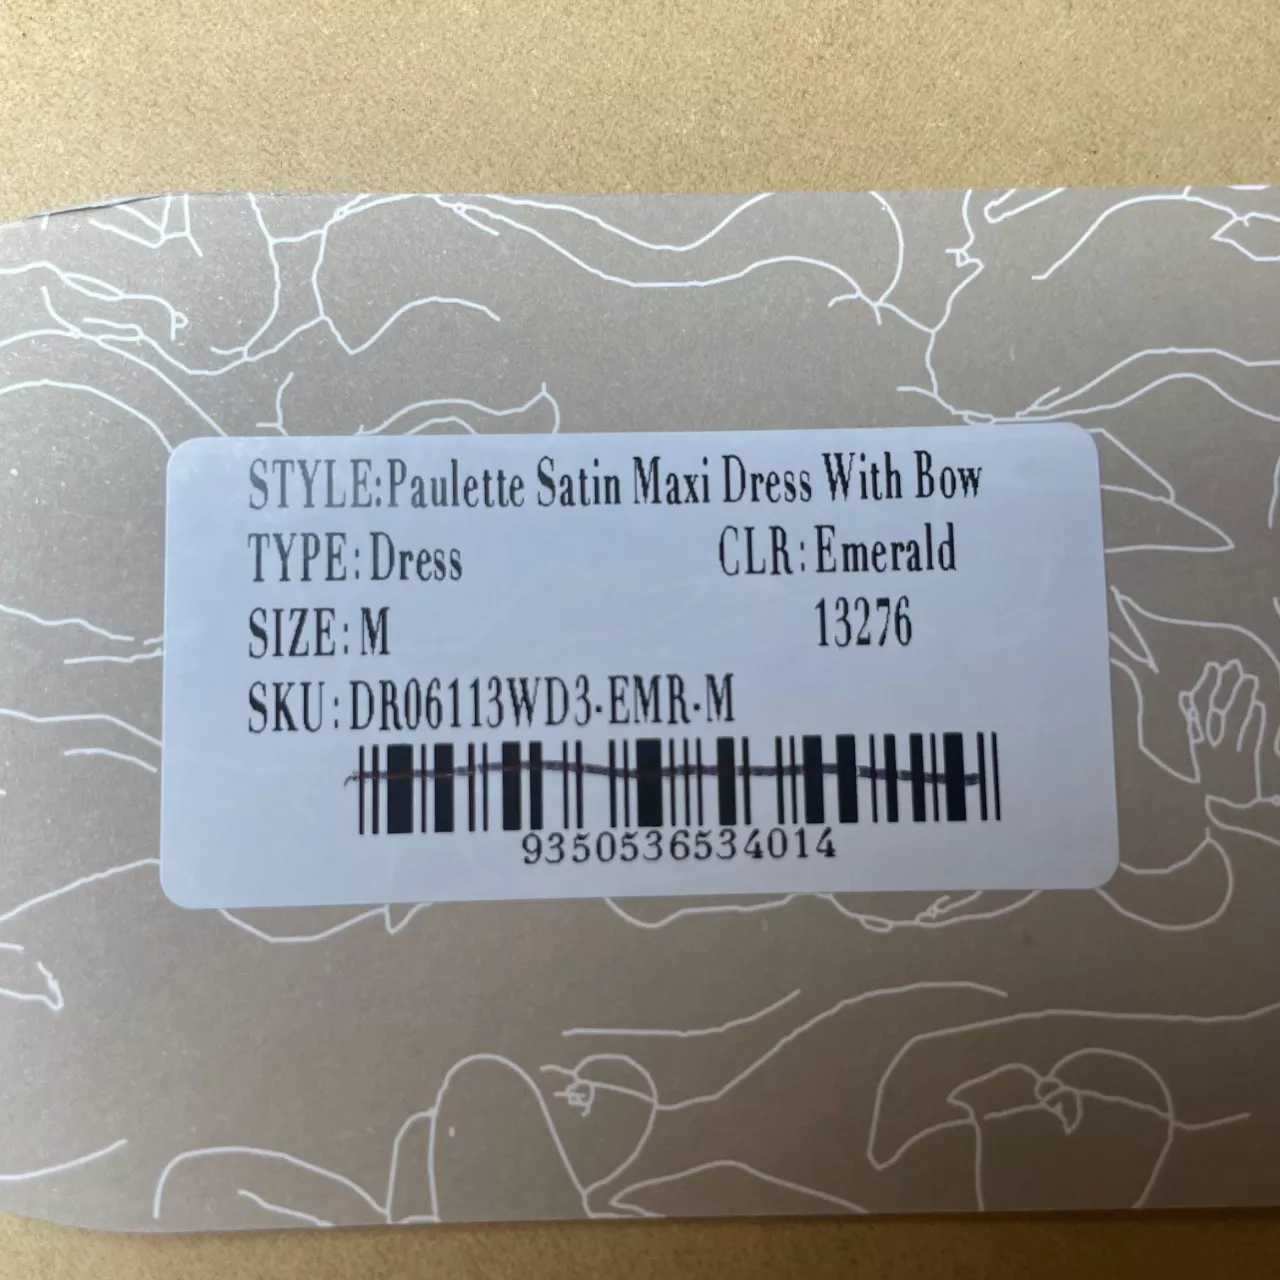 STYLE:Paulette Satin Maxi Dress With Bow
TYPE:Dress CLR:Emerald
SIZE:M 13276
SKU:DR06113WD3-EMR-M
9350536534014